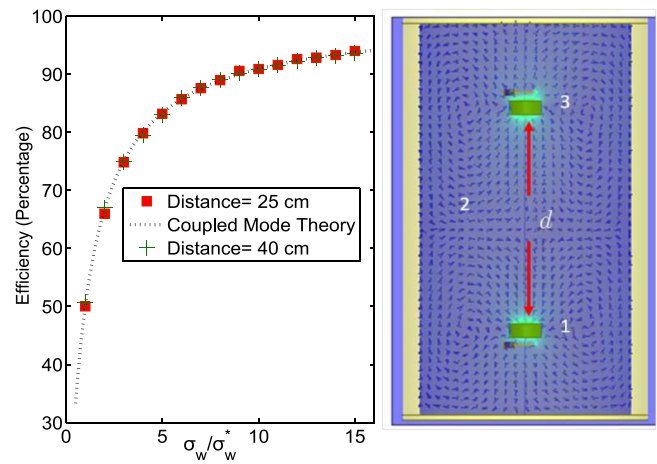 100
90
80
70
60
50
40
30
Efficiency (Percentage)
Distance= 25 cm
Coupled Mode Theory
Distance= 40 cm
0 5 10 15
σw/σw*
3
2
d
1